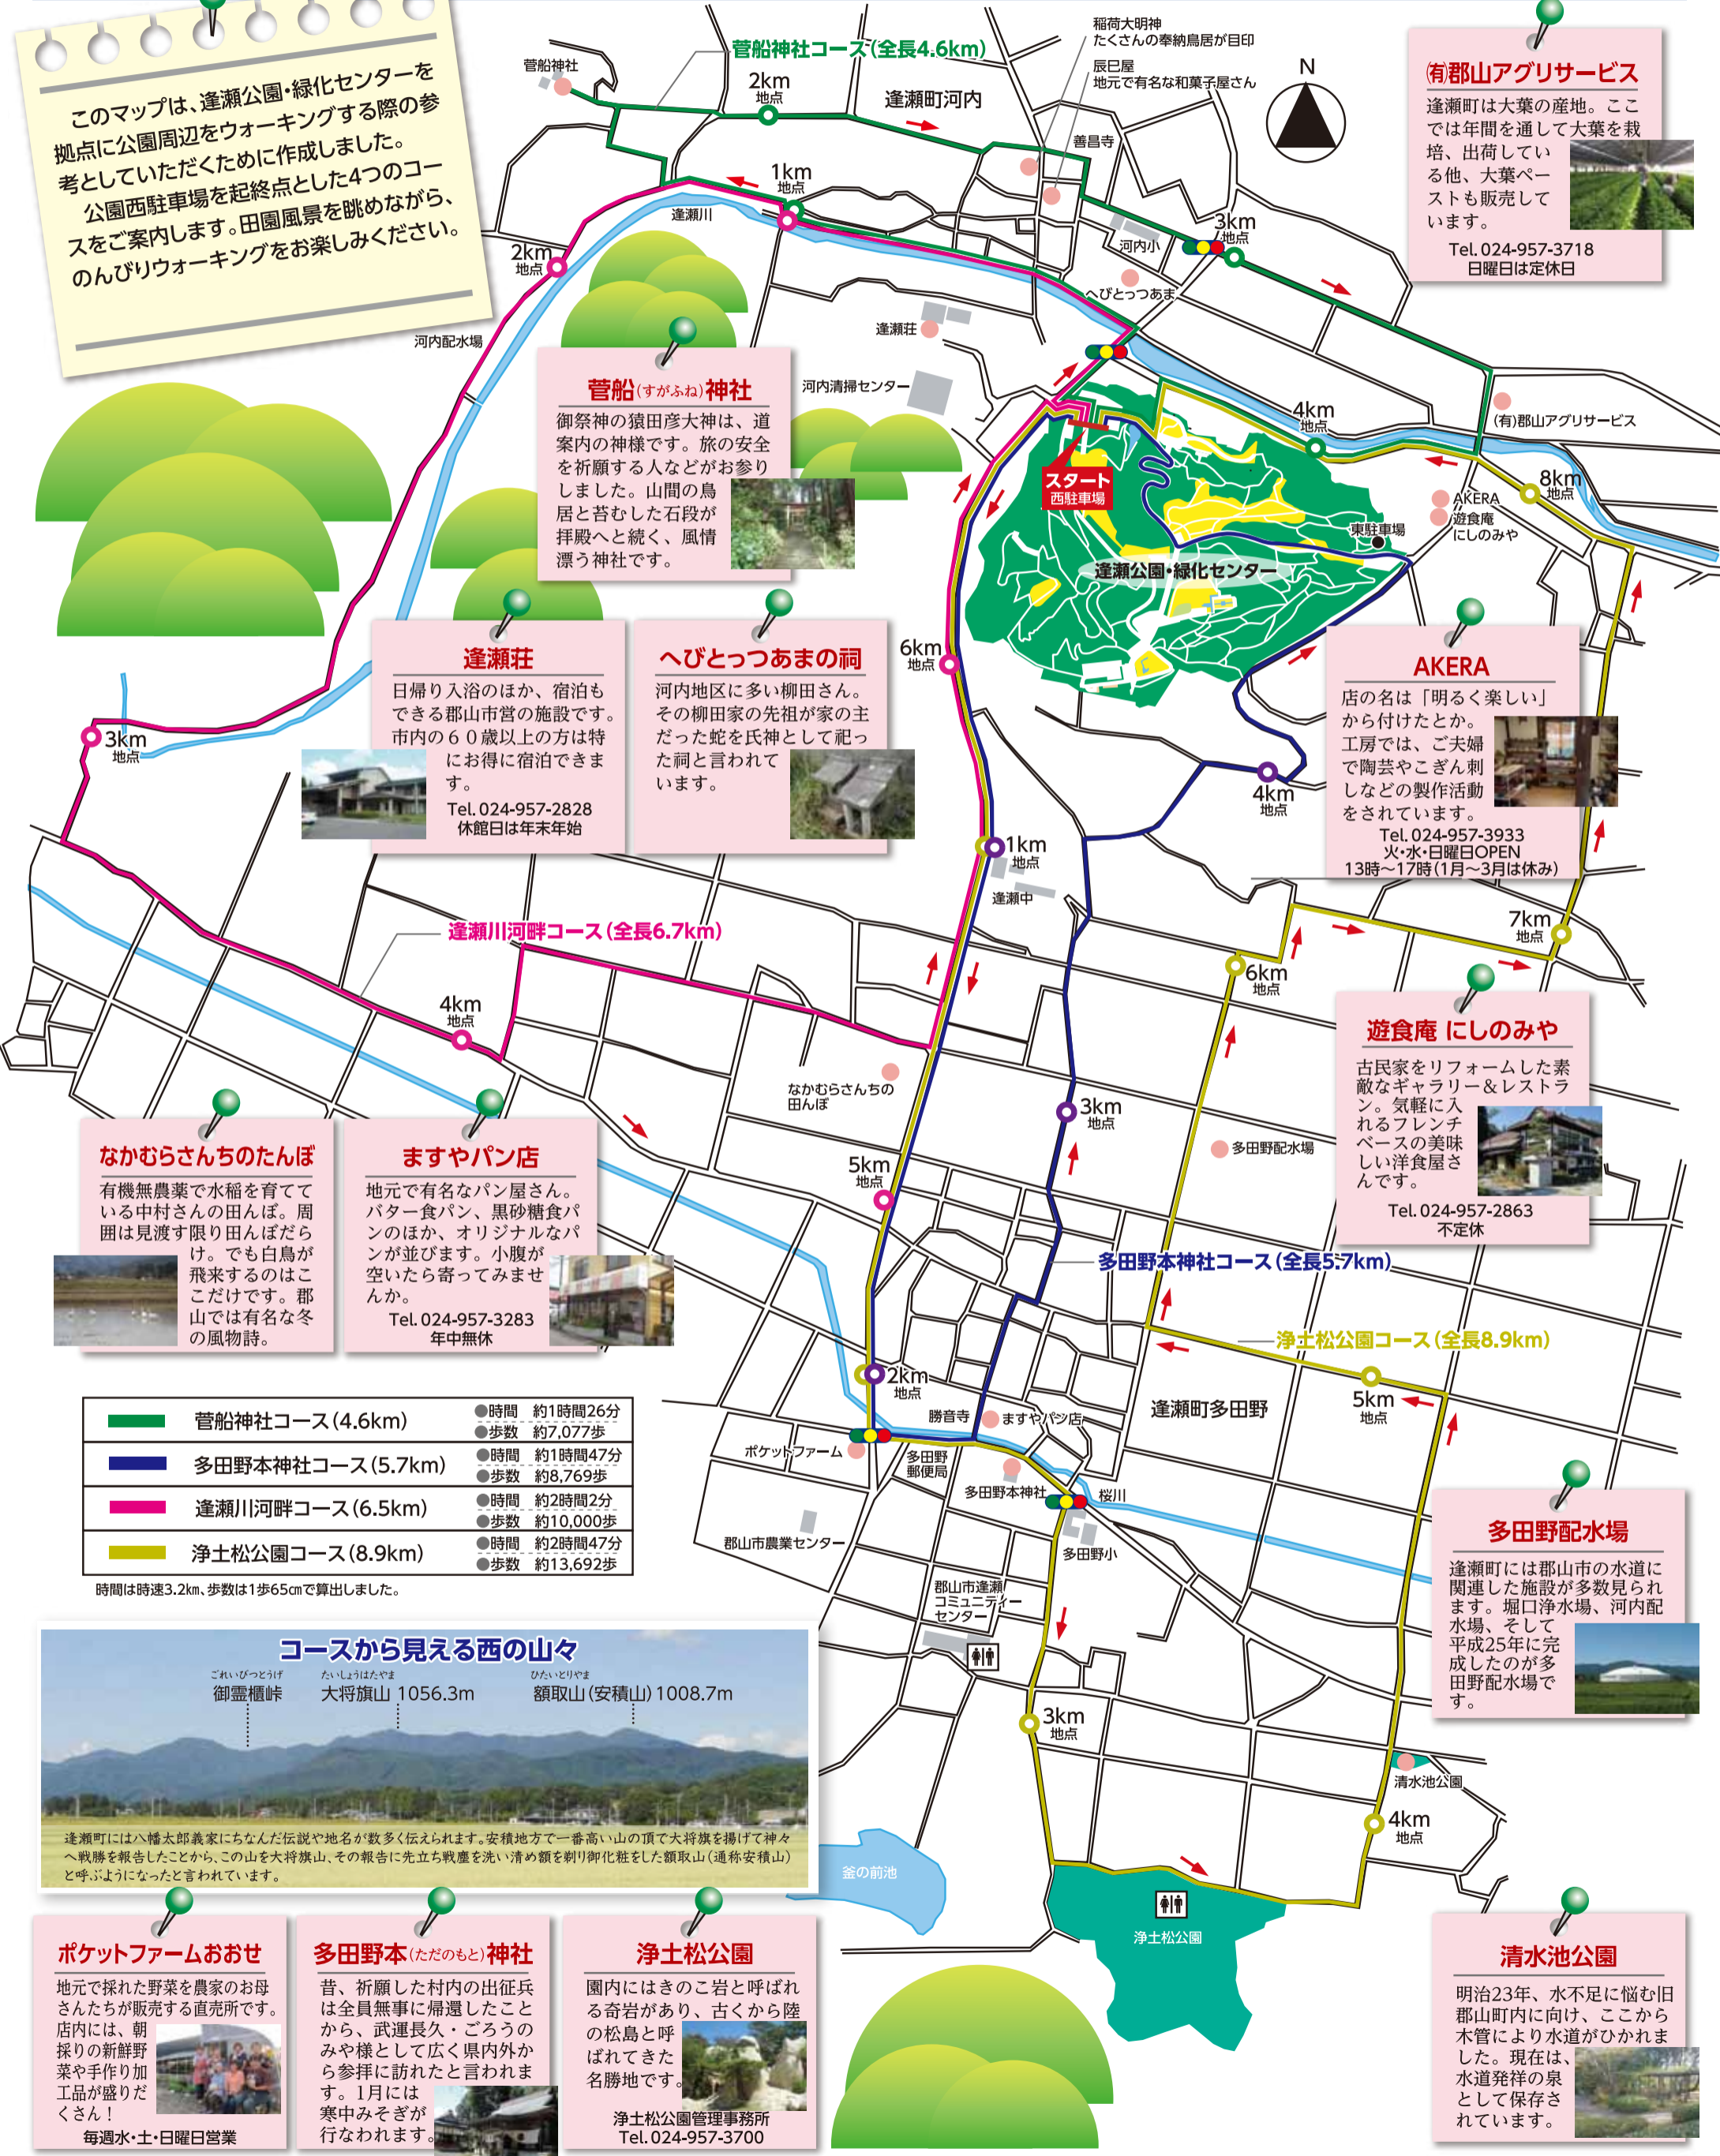 このマップは、逢瀬公園・緑化センターを
拠点に公園周辺をウォーキングする際の参
考としていただくために作成しました。
公園西駐車場を起終点とした4つのコー
スをご案内します。田園風景を眺めながら、
のんびりウォーキングをお楽しみください。
菅船神社
菅船神社コース(全長4.6km)
2km
地点
逢瀬町河内
稲荷大明神
たくさんの奉納鳥居が目印
辰巳屋
地元で有名な和菓子屋さん
善昌寺
N
㈲郡山アグリサービス
逢瀬町は大葉の産地。ここ
では年間を通して大葉を栽
培、出荷してい
る他、大葉ペー
ストも販売して
います。
Tel.024-957-3718
日曜日は定休日
1km
地点
逢瀬川
2km
地点
河内配水場
河内小
3km
地点
へびとっつあま
逢瀬荘
河内清掃センター
4km
地点
(有)郡山アグリサービス
8km
地点
AKERA
遊食庵
にしのみや
東駐車場
スタート
西駐車場
逢瀬公園・緑化センター
菅船(すがふね)神社
御祭神の猿田彦大神は、道
案内の神様です。旅の安全
を祈願する人などがお参り
しました。山間の鳥
居と苔むした石段が
拝殿へと続く、風情
漂う神社です。
逢瀬荘
日帰り入浴のほか、宿泊も
できる郡山市営の施設です。
市内の60歳以上の方は特
にお得に宿泊できま
す。
Tel.024-957-2828
休館日は年末年始
へびとっつあまの祠
河内地区に多い柳田さん。
その柳田家の先祖が家の主
だった蛇を氏神として祀っ
た祠と言われて
います。
6km
地点
AKERA
店の名は「明るく楽しい」
から付けたとか。
工房では、ご夫婦
で陶芸やこぎん刺
しなどの製作活動
をされています。
Tel.024-957-3933
火・水・日曜日OPEN
13時〜17時(1月〜3月は休み)
3km
地点
4km
地点
1km
地点
逢瀬中
逢瀬川河畔コース(全長6.7km)
7km
地点
6km
地点
4km
地点
遊食庵 にしのみや
古民家をリフォームした素
敵なギャラリー&レストラ
ン。気軽に入
れるフレンチ
ベースの美味
しい洋食屋さ
んです。
Tel.024-957-2863
不定休
なかむらさんちの
田んぼ
3km
地点
多田野配水場
5km
地点
なかむらさんちのたんぼ
有機無農薬で水稲を育てて
いる中村さんの田んぼ。周
囲は見渡す限り田んぼだら
け。でも白鳥が
飛来するのはこ
こだけです。郡
山では有名な冬
の風物詩。
ますやパン店
地元で有名なパン屋さん。
バター食パン、黒砂糖食パ
ンのほか、オリジナルなパ
ンが並びます。小腹が
空いたら寄ってみませ
んか。
Tel.024-957-3283
年中無休
多田野本神社コース(全長5.7km)
浄土松公園コース(全長8.9km)
2km
地点
5km
地点
逢瀬町多田野
勝音寺
ますやパン店
ポケットファーム
多田野
郵便局
多田野本神社
桜川
多田野小
郡山市農業センター
郡山市逢瀬
コミュニティー
センター
菅船神社コース(4.6km)
●時間 約1時間26分
●歩数 約7,077歩
多田野本神社コース(5.7km)
●時間 約1時間47分
●歩数 約8,769歩
逢瀬川河畔コース(6.5km)
●時間 約2時間2分
●歩数 約10,000歩
浄土松公園コース(8.9km)
●時間 約2時間47分
●歩数 約13,692歩
時間は時速3.2㎞、歩数は1歩65㎝で算出しました。
多田野配水場
逢瀬町には郡山市の水道に
関連した施設が多数見られ
ます。堀口浄水場、河内配
水場、そして
平成25年に完
成したのが多
田野配水場で
す。
コースから見える西の山々
ごれいびつとうげ
御霊櫃峠
たいしょうはたやま
大将旗山 1056.3m
ひたいとりやま
額取山(安積山)1008.7m
逢瀬町には八幡太郎義家にちなんだ伝説や地名が数多く伝えられます。安積地方で一番高い山の頂で大将旗を揚げて神々
へ戦勝を報告したことから、この山を大将旗山、その報告に先立ち戦塵を洗い清め額を剃り御化粧をした額取山(通称安積山)
と呼ぶようになったと言われています。
3km
地点
清水池公園
4km
地点
釜の前池
浄土松公園
ポケットファームおおせ
地元で採れた野菜を農家のお母
さんたちが販売する直売所です。
店内には、朝
採りの新鮮野
菜や手作り加
工品が盛りだ
くさん!
毎週水・土・日曜日営業
多田野本(ただのもと)神社
昔、祈願した村内の出征兵
は全員無事に帰還したこと
から、武運長久・ごろうの
みや様として広く県内外か
ら参拝に訪れたと言われま
す。1月には
寒中みそぎが
行なわれます。
浄土松公園
園内にはきのこ岩と呼ばれ
る奇岩があり、古くから陸
の松島と呼
ばれてきた
名勝地です。
浄土松公園管理事務所
Tel.024-957-3700
清水池公園
明治23年、水不足に悩む旧
郡山町内に向け、ここから
木管により水道がひかれま
した。現在は、
水道発祥の泉
として保存さ
れています。